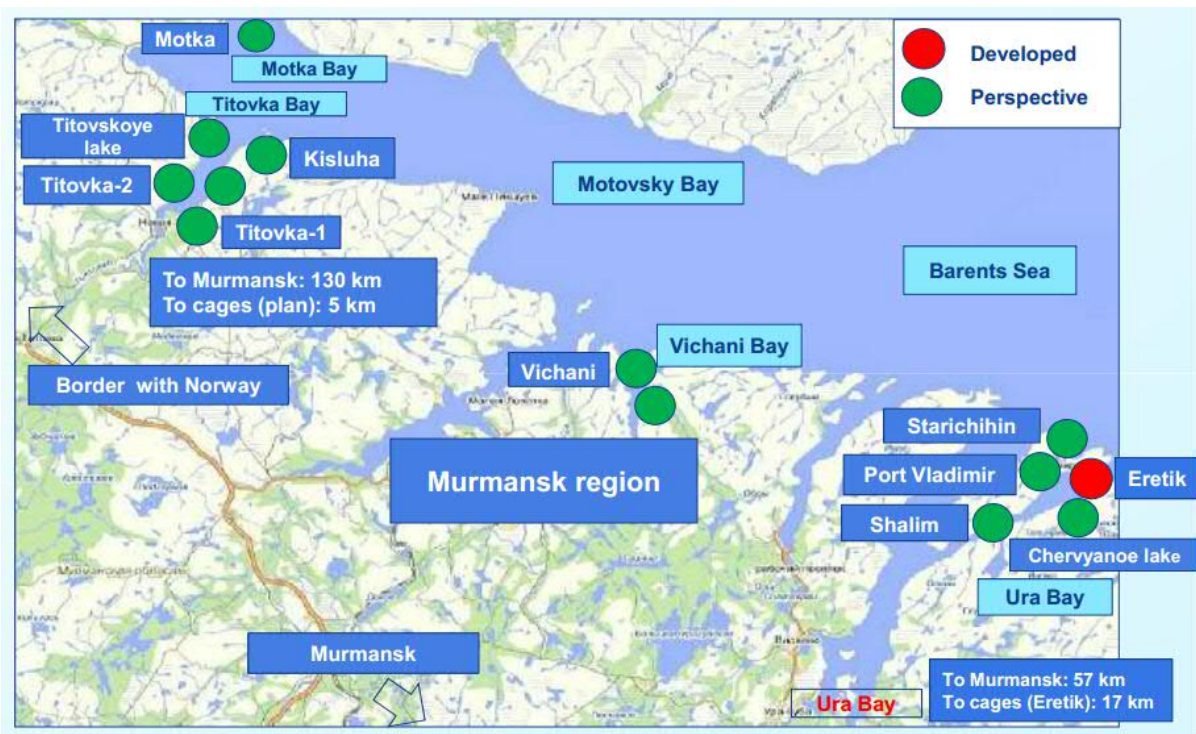 Motka
Motka Bay
Developed
Perspective
Titovka Bay
Titovskoye
lake
Kisluha
Titovka-2
Motovsky Bay
Titovka-1
Barents Sea
To Murmansk: 130 km
To cages (plan): 5 km
Vichani Bay
Vichani
Border with Norway
Starichihin
Murmansk region
Port Vladimir
Eretik
Shalim
Chervyanoe lake
Ura Bay
Murmansk
To Murmansk: 57 km
To cages (Eretik): 17 km
Ura Bay